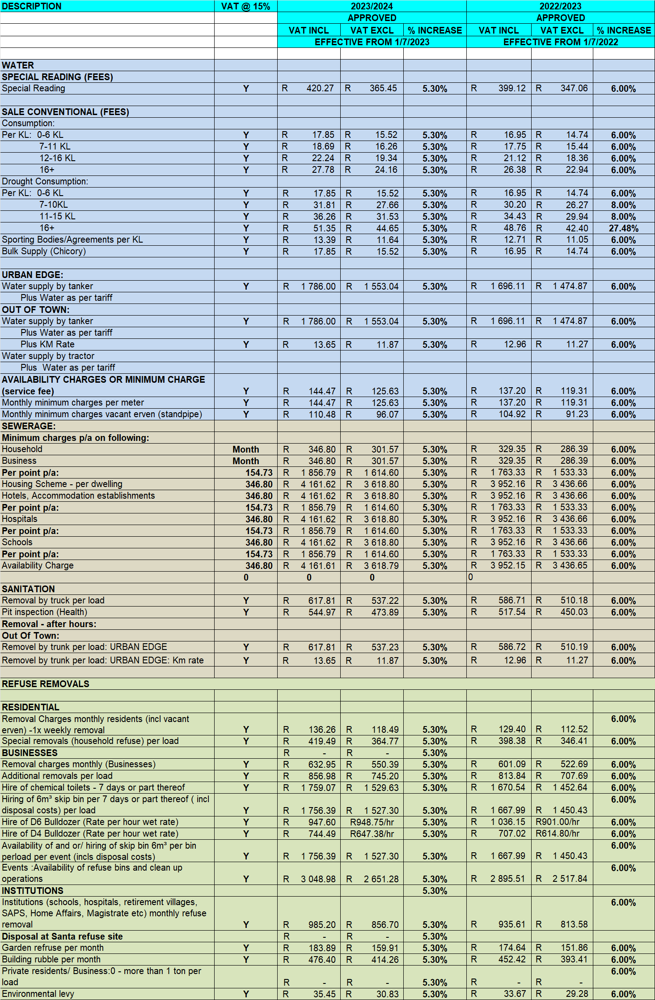 DESCRIPTION VAT @ 15% 2023/2024 2022/2023
APPROVED APPROVED
VAT INCL VAT EXCL % INCREASE VAT INCL VAT EXCL % INCREASE
EFFECTIVE FROM 1/7/2023 EFFECTIVE FROM 1/7/2022
WATER
SPECIAL READING (FEES)
Special Reading Y R 420.27 R 365.45 5.30% R 399.12 R 347.06 6.00%
SALE CONVENTIONAL (FEES)
Consumption:
Per KL: 0-6 KL Y R 17.85 R 15.52 5.30% R 16.95 R 14.74 6.00%
7-11 KL Y R 18.69 R 16.26 5.30% R 17.75 R 15.44 6.00%
12-16 KL Y R 22.24 R 19.34 5.30% R 21.12 R 18.36 6.00%
16+ Y R 27.78 R 24.16 5.30% R 26.38 R 22.94 6.00%
Drought Consumption:
Per KL: 0-6 KL Y R 17.85 R 15.52 5.30% R 16.95 R 14.74 6.00%
7-10KL Y R 31.81 R 27.66 5.30% R 30.20 R 26.27 8.00%
11-15 KL Y R 36.26 R 31.53 5.30% R 34.43 R 29.94 8.00%
16+ Y R 51.35 R 44.65 5.30% R 48.76 R 42.40 27.48%
Sporting Bodies/Agreements per KL Y R 13.39 R 11.64 5.30% R 12.71 R 11.05 6.00%
Bulk Supply (Chicory) Y R 17.85 R 15.52 5.30% R 16.95 R 14.74 6.00%
URBAN EDGE:
Water supply by tanker Y R 1 786.00 R 1 553.04 5.30% R 1 696.11 R 1 474.87 6.00%
Plus Water as per tariff
OUT OF TOWN:
Water supply by tanker Y R 1 786.00 R 1 553.04 5.30% R 1 696.11 R 1 474.87 6.00%
Plus Water as per tariff
Plus KM Rate Y R 13.65 R 11.87 5.30% R 12.96 R 11.27 6.00%
Water supply by tractor
Plus Water as per tariff
AVAILABILITY CHARGES OR MINIMUM CHARGE
(service fee) Y R 144.47 R 125.63 5.30% R 137.20 R 119.31 6.00%
Monthly minimum charges per meter Y R 144.47 R 125.63 5.30% R 137.20 R 119.31 6.00%
Monthly minimum charges vacant erven (standpipe) Y R 110.48 R 96.07 5.30% R 104.92 R 91.23 6.00%
SEWERAGE:
Minimum charges p/a on following:
Household Month R 346.80 R 301.57 5.30% R 329.35 R 286.39 6.00%
Business Month R 346.80 R 301.57 5.30% R 329.35 R 286.39 6.00%
Per point p/a: 154.73 R 1 856.79 R 1 614.60 5.30% R 1 763.33 R 1 533.33 6.00%
Housing Scheme - per dwelling 346.80 R 4 161.62 R 3 618.80 5.30% R 3 952.16 R 3 436.66 6.00%
Hotels, Accommodation establishments 346.80 R 4 161.62 R 3 618.80 5.30% R 3 952.16 R 3 436.66 6.00%
Per point p/a: 154.73 R 1 856.79 R 1 614.60 5.30% R 1 763.33 R 1 533.33 6.00%
Hospitals 346.80 R 4 161.62 R 3 618.80 5.30% R 3 952.16 R 3 436.66 6.00%
Per point p/a: 154.73 R 1 856.79 R 1 614.60 5.30% R 1 763.33 R 1 533.33 6.00%
Schools 346.80 R 4 161.62 R 3 618.80 5.30% R 3 952.16 R 3 436.66 6.00%
Per point p/a: 154.73 R 1 856.79 R 1 614.60 5.30% R 1 763.33 R 1 533.33 6.00%
Availability Charge 346.80 R 4 161.61 R 3 618.79 5.30% R 3 952.15 R 3 436.65 6.00%
0 0 0 0
SANITATION
Removal by truck per load Y R 617.81 R 537.22 5.30% R 586.71 R 510.18 6.00%
Pit inspection (Health) Y R 544.97 R 473.89 5.30% R 517.54 R 450.03 6.00%
Removal - after hours:
Out Of Town:
Removel by trunk per load: URBAN EDGE Y R 617.81 R 537.23 5.30% R 586.72 R 510.19 6.00%
Removel by trunk per load: URBAN EDGE: Km rate Y R 13.65 R 11.87 5.30% R 12.96 R 11.27 6.00%
REFUSE REMOVALS
RESIDENTIAL
Removal Charges monthly residents (incl vacant 6.00%
erven) -1x weekly removal Y R 136.26 R 118.49 5.30% R 129.40 R 112.52
Special removals (household refuse) per load Y R 419.49 R 364.77 5.30% R 398.38 R 346.41 6.00%
BUSINESSES R - R - 5.30%
Removal charges monthly (Businesses) Y R 632.95 R 550.39 5.30% R 601.09 R 522.69 6.00%
Additional removals per load Y R 856.98 R 745.20 5.30% R 813.84 R 707.69 6.00%
Hire of chemical toilets - 7 days or part thereof Y R 1 759.07 R 1 529.63 5.30% R 1 670.54 R 1 452.64 6.00%
Hiring of 6m³ skip bin per 7 days or part thereof ( incl 6.00%
disposal costs) per load Y R 1 756.39 R 1 527.30 5.30% R 1 667.99 R 1 450.43
Hire of D6 Bulldozer (Rate per hour wet rate) Y R 947.60 R948.75/hr 5.30% R 1 036.15 R901.00/hr 6.00%
Hire of D4 Bulldozer (Rate per hour wet rate) Y R 744.49 R647.38/hr 5.30% R 707.02 R614.80/hr 6.00%
Availability of and or/ hiring of skip bin 6m³ per bin 6.00%
perload per event (incls disposal costs) Y R 1 756.39 R 1 527.30 5.30% R 1 667.99 R 1 450.43
Events :Availability of refuse bins and clean up 6.00%
operations Y R 3 048.98 R 2 651.28 5.30% R 2 895.51 R 2 517.84
INSTITUTIONS 5.30%
Institutions (schools, hospitals, retirement villages, 6.00%
SAPS, Home Affairs, Magistrate etc) monthly refuse
removal Y R 985.20 R 856.70 5.30% R 935.61 R 813.58
Disposal at Santa refuse site R - R - 5.30%
Garden refruse per month Y R 183.89 R 159.91 5.30% R 174.64 R 151.86 6.00%
Building rubble per month Y R 476.40 R 414.26 5.30% R 452.42 R 393.41 6.00%
Private residents/ Business:0 - more than 1 ton per 6.00%
load R - R - 5.30% R - R -
Environmental levy Y R 35.45 R 30.83 5.30% R 33.67 R 29.28 6.00%